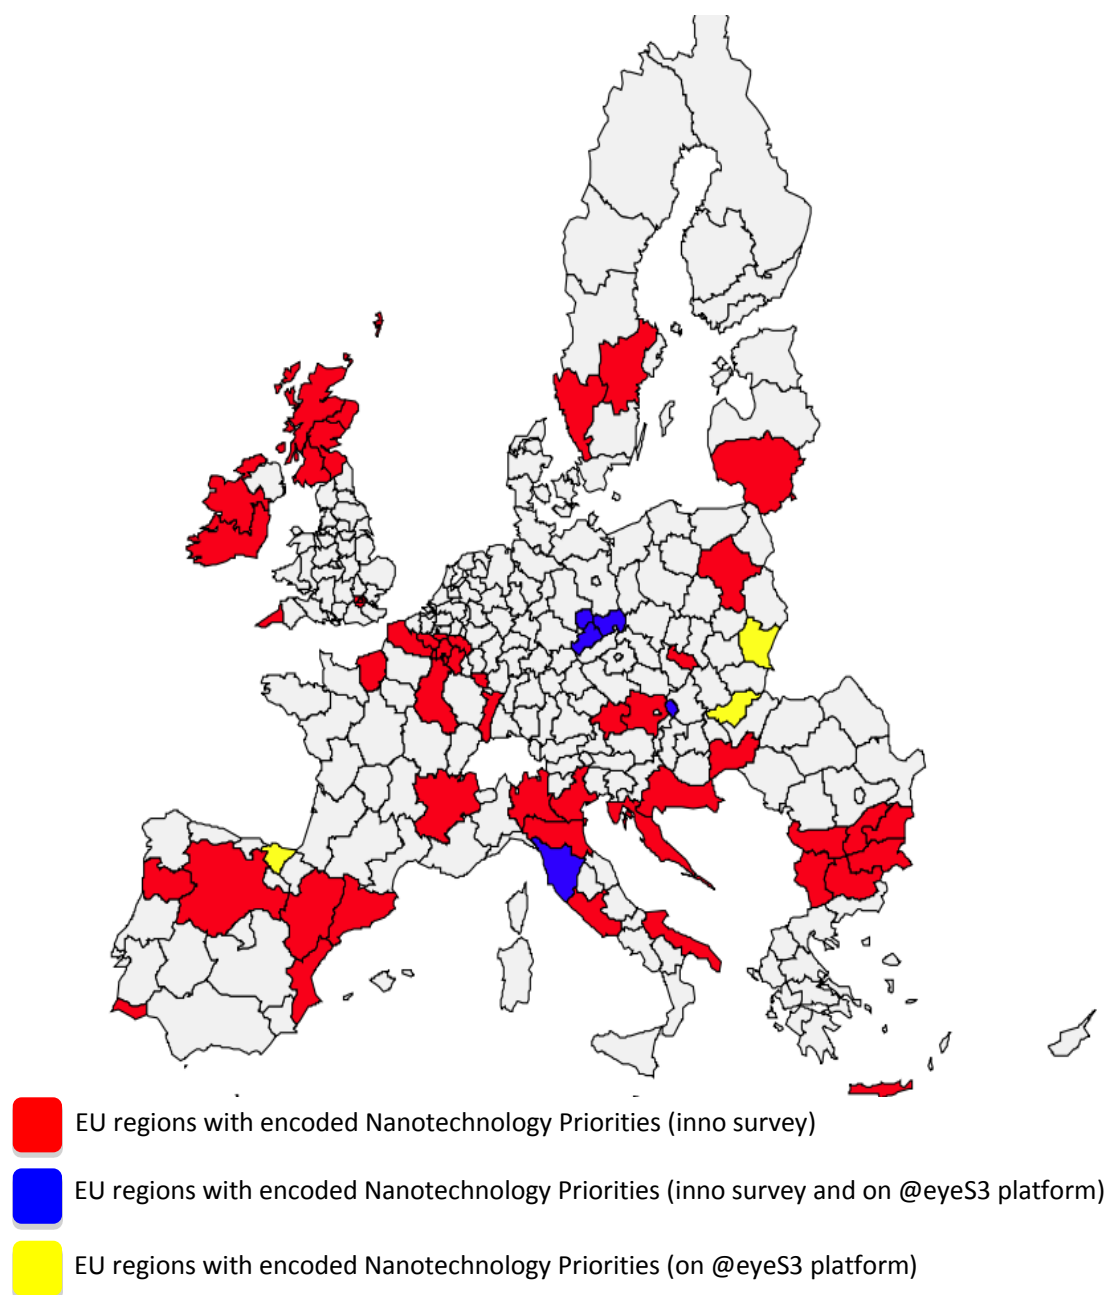 EU regions with encoded Nanotechnology Priorities (inno survey)
EU regions with encoded Nanotechnology Priorities (inno survey and on @eyeS3 platform)
EU regions with encoded Nanotechnology Priorities (on @eyeS3 platform)